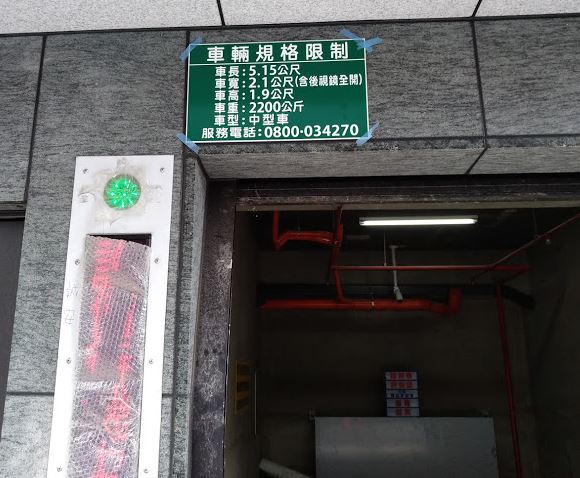 車輛規格限制
車長：5.15公尺
車寬：2.1公尺(含後視鏡全開)
車高：1.9公尺
車重：2200公斤
車型：中型車
服務電話：0800-034270